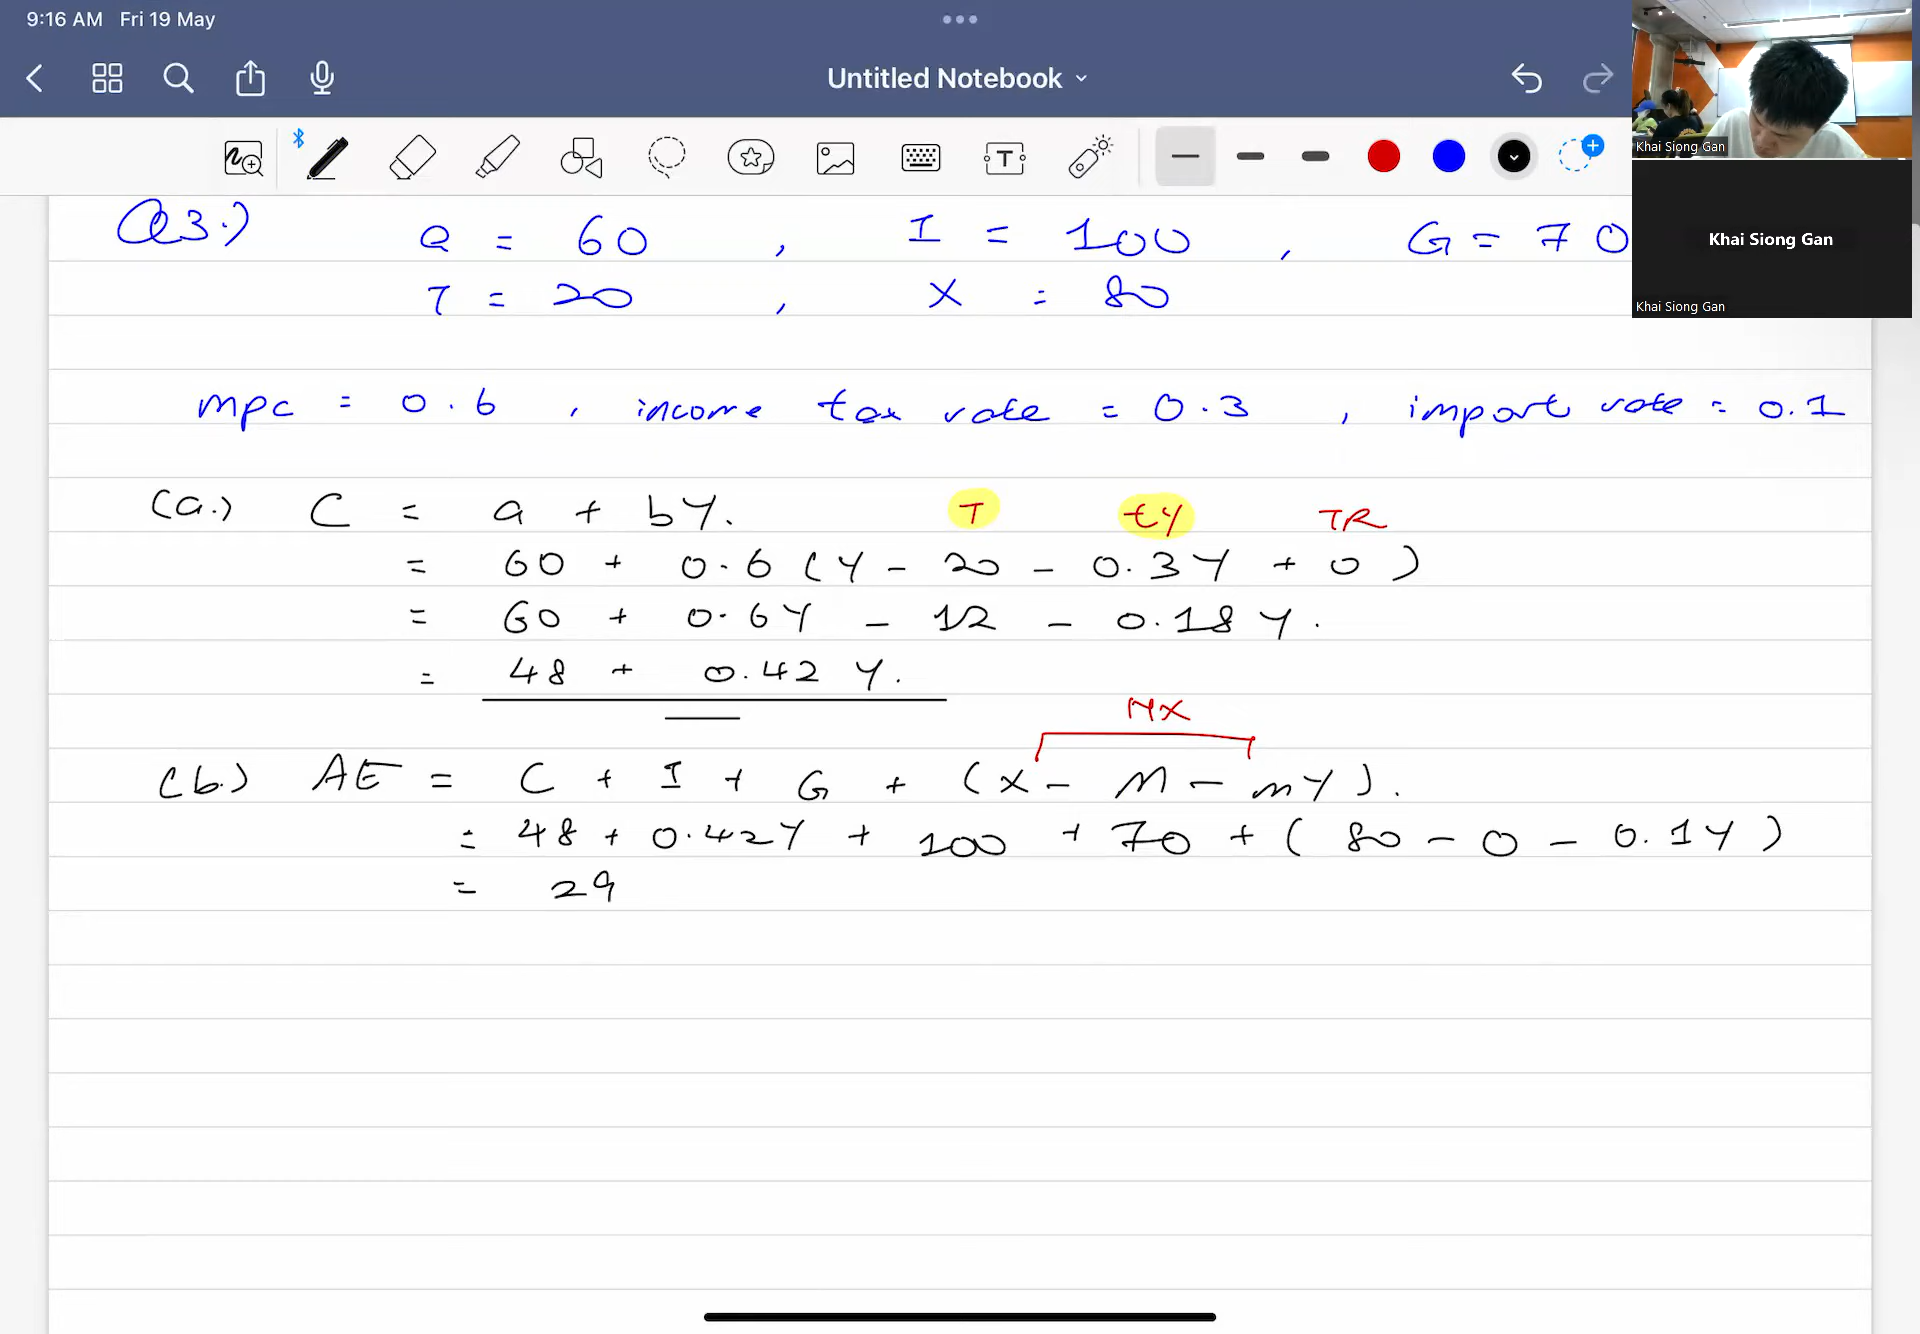 9:16 AM Fri 19 May
Untitled Notebook
Khai Siong Gan
Khai Siong Gan
Khai Siong Gan
Q3.) a = 60 , I = 100 , G = 70
T = 20 , X = 80
mpc = 0.6 , income tax rate = 0.3 , import rate = 0.1
(a.) C = a + bY. T tY TR
= 60 + 0.6 (Y - 20 - 0.3Y + 0 )
= 60 + 0.6Y - 12 - 0.18Y.
= 48 + 0.42 Y.
NX
(b.) AE = C + I + G + (X - M - mY).
= 48 + 0.42Y + 100 + 70 + ( 80 - 0 - 0.1Y )
= 29